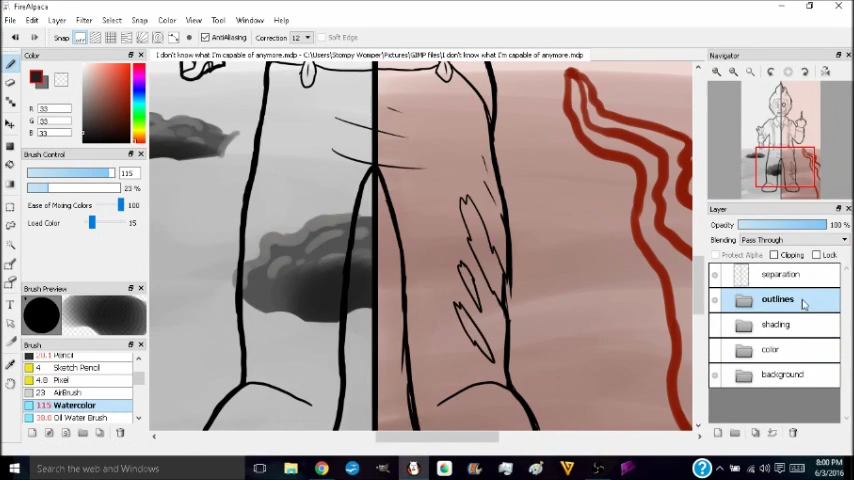 FireAlpaca
File Edit Layer Filter Select Snap Color View Tool Window Help
Snap AntiAliasing Correction 12 Soft Edge
Color
I don't know what I'm capable of anymore.mdp - C:\Users\Stompy Womper\Pictures\GIMP files\I don't know what I'm capable of anymore.mdp
Navigator
R 33
G 33
B 33
Brush Control
115
23 %
Ease of Mixing Colors 100
Load Color 15
Layer
Opacity 100 %
Blending Pass Through
Protect Alpha Clipping Lock
separation
outlines
shading
color
background
Brush Preview
Brush
20.1 Pencil
4 Sketch Pencil
4.8 Pixel
23 AirBrush
115 Watercolor
Oil Water Brush
Search the web and Windows
8:00 PM
6/3/2016